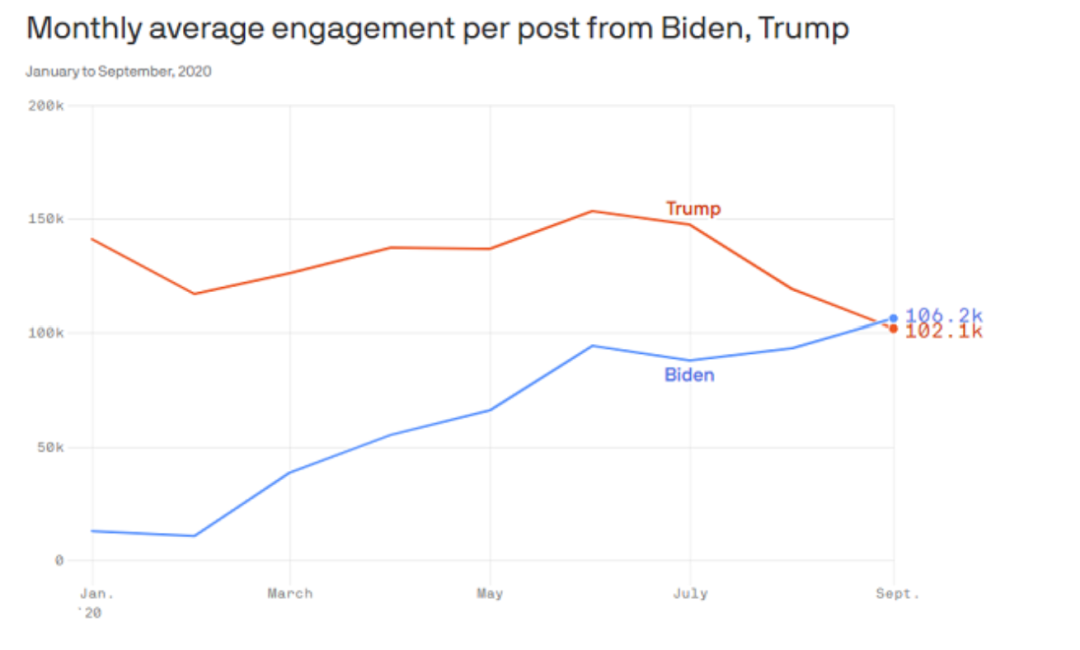 Monthly average engagement per post from Biden, Trump
January to September, 2020
200k
150k
100k
50k
0
Trump
Biden
106.2k
102.1k
Jan. March May July Sept.
'20